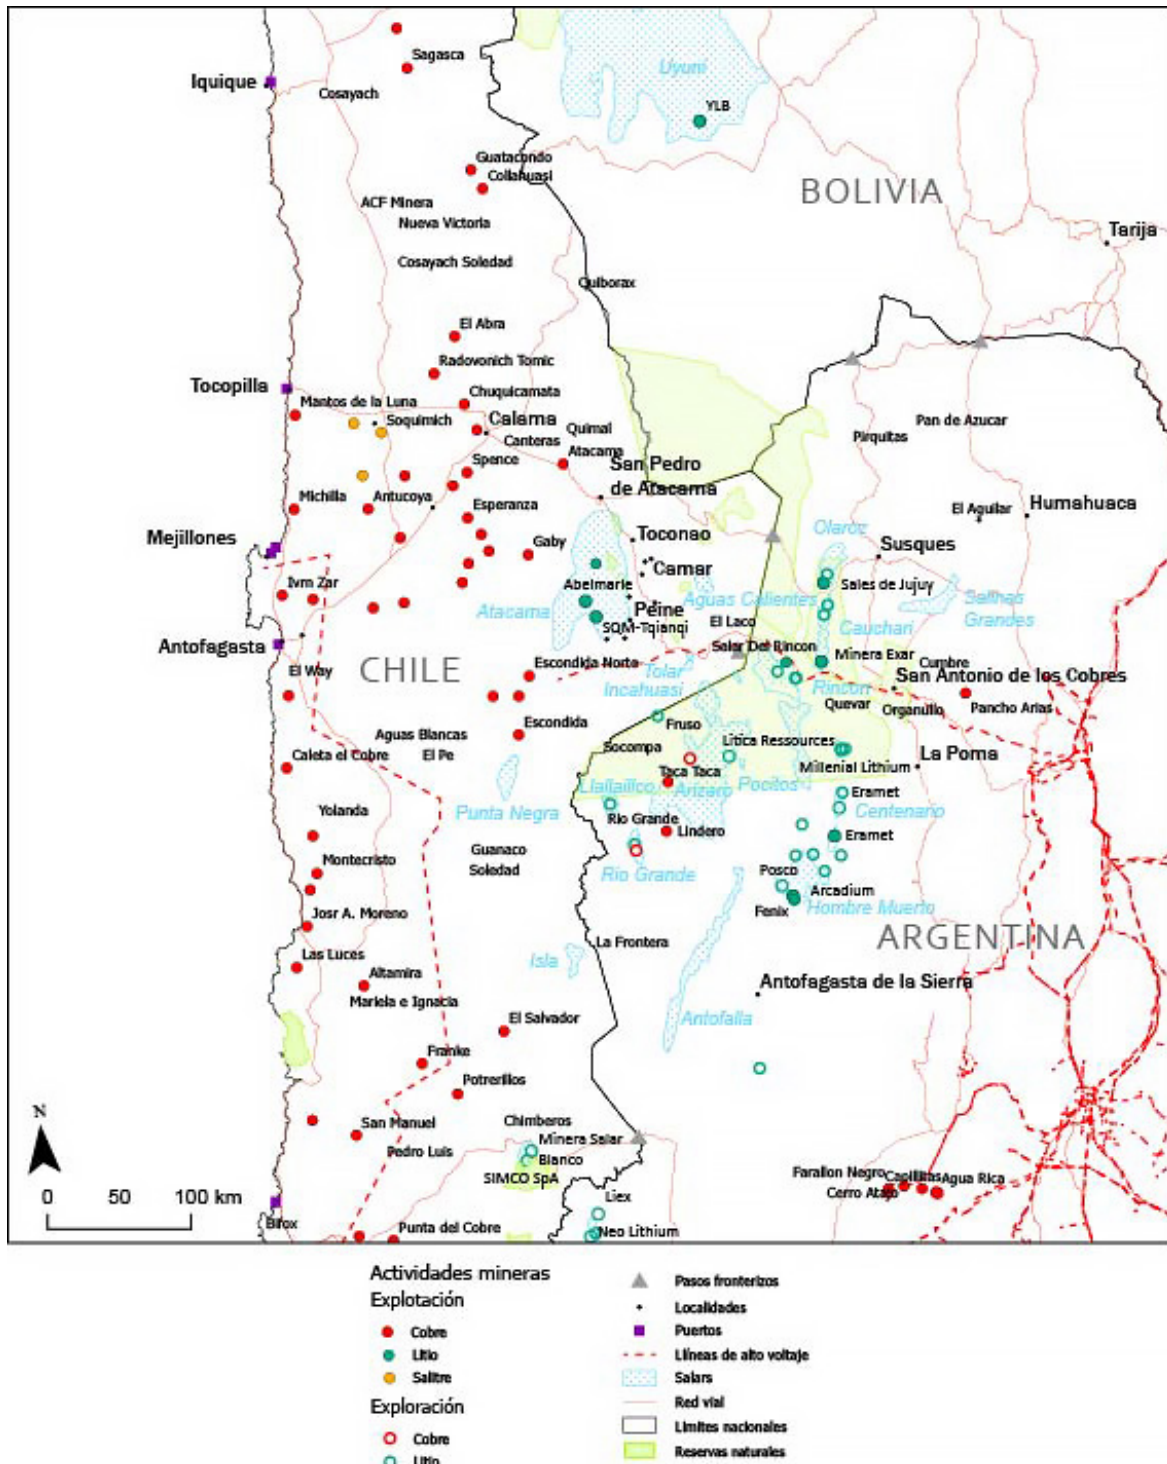 Sagasca
Uyuni
Iquique
Cosayach
YLB
Guatacondo
Collahuasi
BOLIVIA
ACF Minera
Nueva Victoria
Tarija
Cosayach Soledad
Quiborax
El Abra
Radovonich Tomic
Tocopilla
Chuquicamata
Mantos de la Luna
Soquimich
Calama
Quimal
Pan de Azucar
Canteras
Pirquitas
Atacama
Spence
San Pedro
de Atacama
Michilla
Antucoya
Esperanza
El Aguilar
Humahuaca
Olaroz
Mejillones
Gaby
Toconao
Susques
Camar
Ivm Zar
Abelmarle
Sales de Jujuy
Aguas Calientes
Salinas
Grandes
Atacama
Peine
El Laco
Cauchari
SQM-Tqianqi
Antofagasta
Salar Del Rincon
Minera Exar
Cumbre
El Way
CHILE
Escondida Norte
Tolar
Incahuasi
Rincon
San Antonio de los Cobres
Quevar
Organullo
Pancho Arias
Escondida
Fruso
Aguas Blancas
El Pe
Socompa
Litica Ressources
La Poma
Caleta el Cobre
Taca Taca
Millenial Lithium
Llallaillco
Arizaro
Pocitos
Eramet
Punta Negra
Centenario
Yolanda
Rio Grande
Lindero
Eramet
Guanaco
Soledad
Montecristo
Rio Grande
Posco
Arcadium
Fenix
Hombre Muerto
Josr A. Moreno
ARGENTINA
La Frontera
Las Luces
Isla
Altamira
Mariela e Ignacia
Antofagasta de la Sierra
El Salvador
Antofalla
Franke
Potrerillos
N
San Manuel
Chimberos
Minera Salar
Pedro Luis
Blanco
SIMCO SpA
Farallon Negro
Capillitas
Agua Rica
Cerro Atajo
0 50 100 km
Liex
Bifox
Punta del Cobre
Neo Lithium
Actividades mineras
Explotación
Cobre
Litio
Salitre
Exploración
Cobre
Litio
Pasos fronterizos
Localidades
Puertos
Llíneas de alto voltaje
Salars
Red vial
Limites nacionales
Reservas naturales